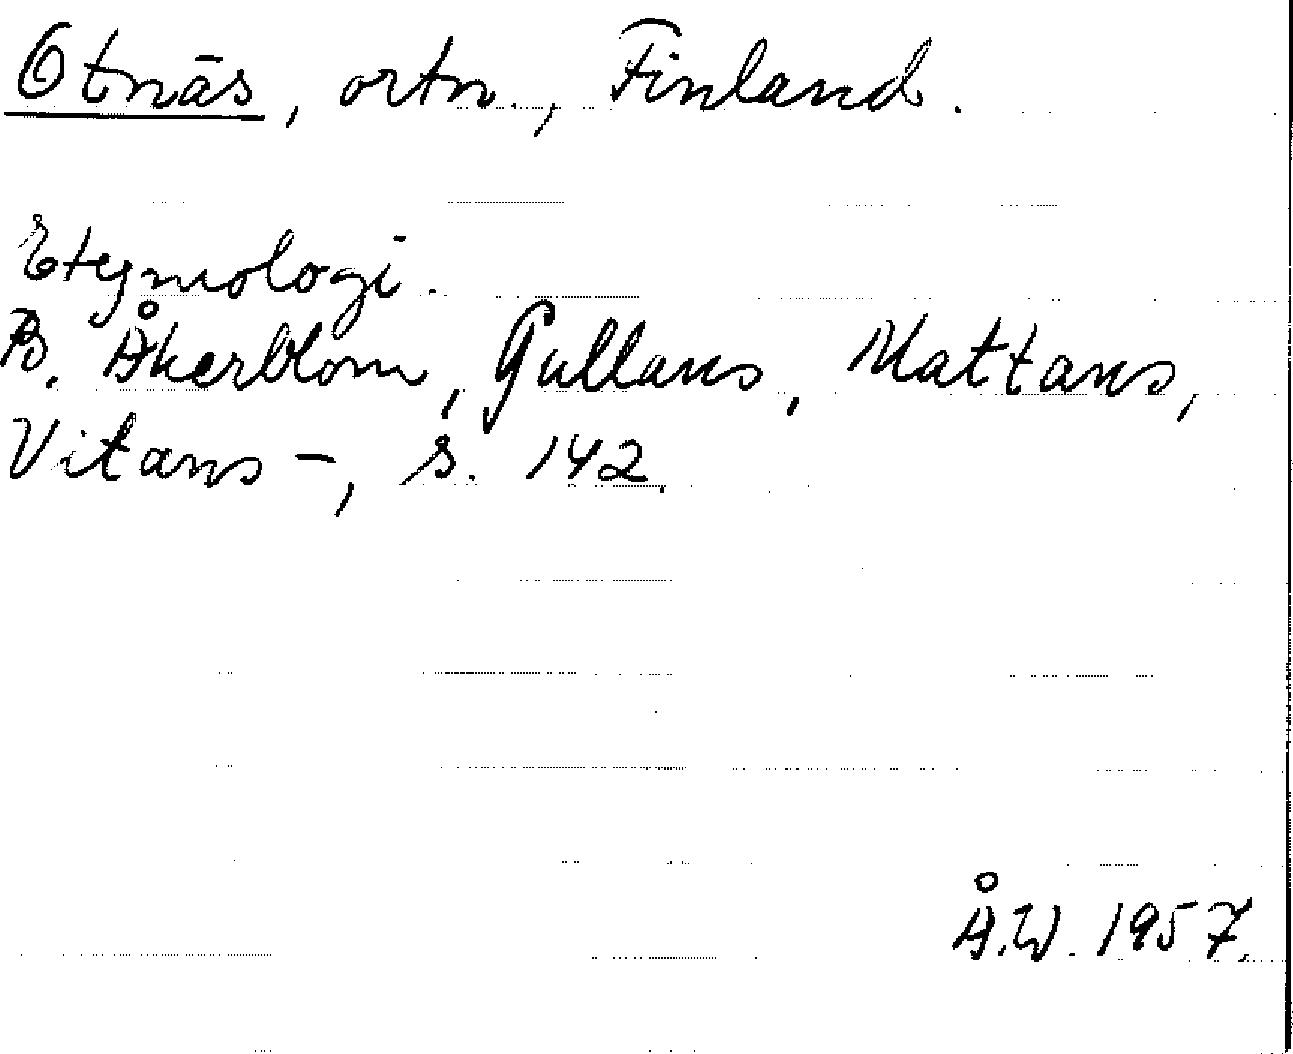 Otnäs, ortn., Finland.
Etymologi.
B. Åkerblom, Gullans, Mattans,
Vitans –, s. 142.
Å.W. 1957.